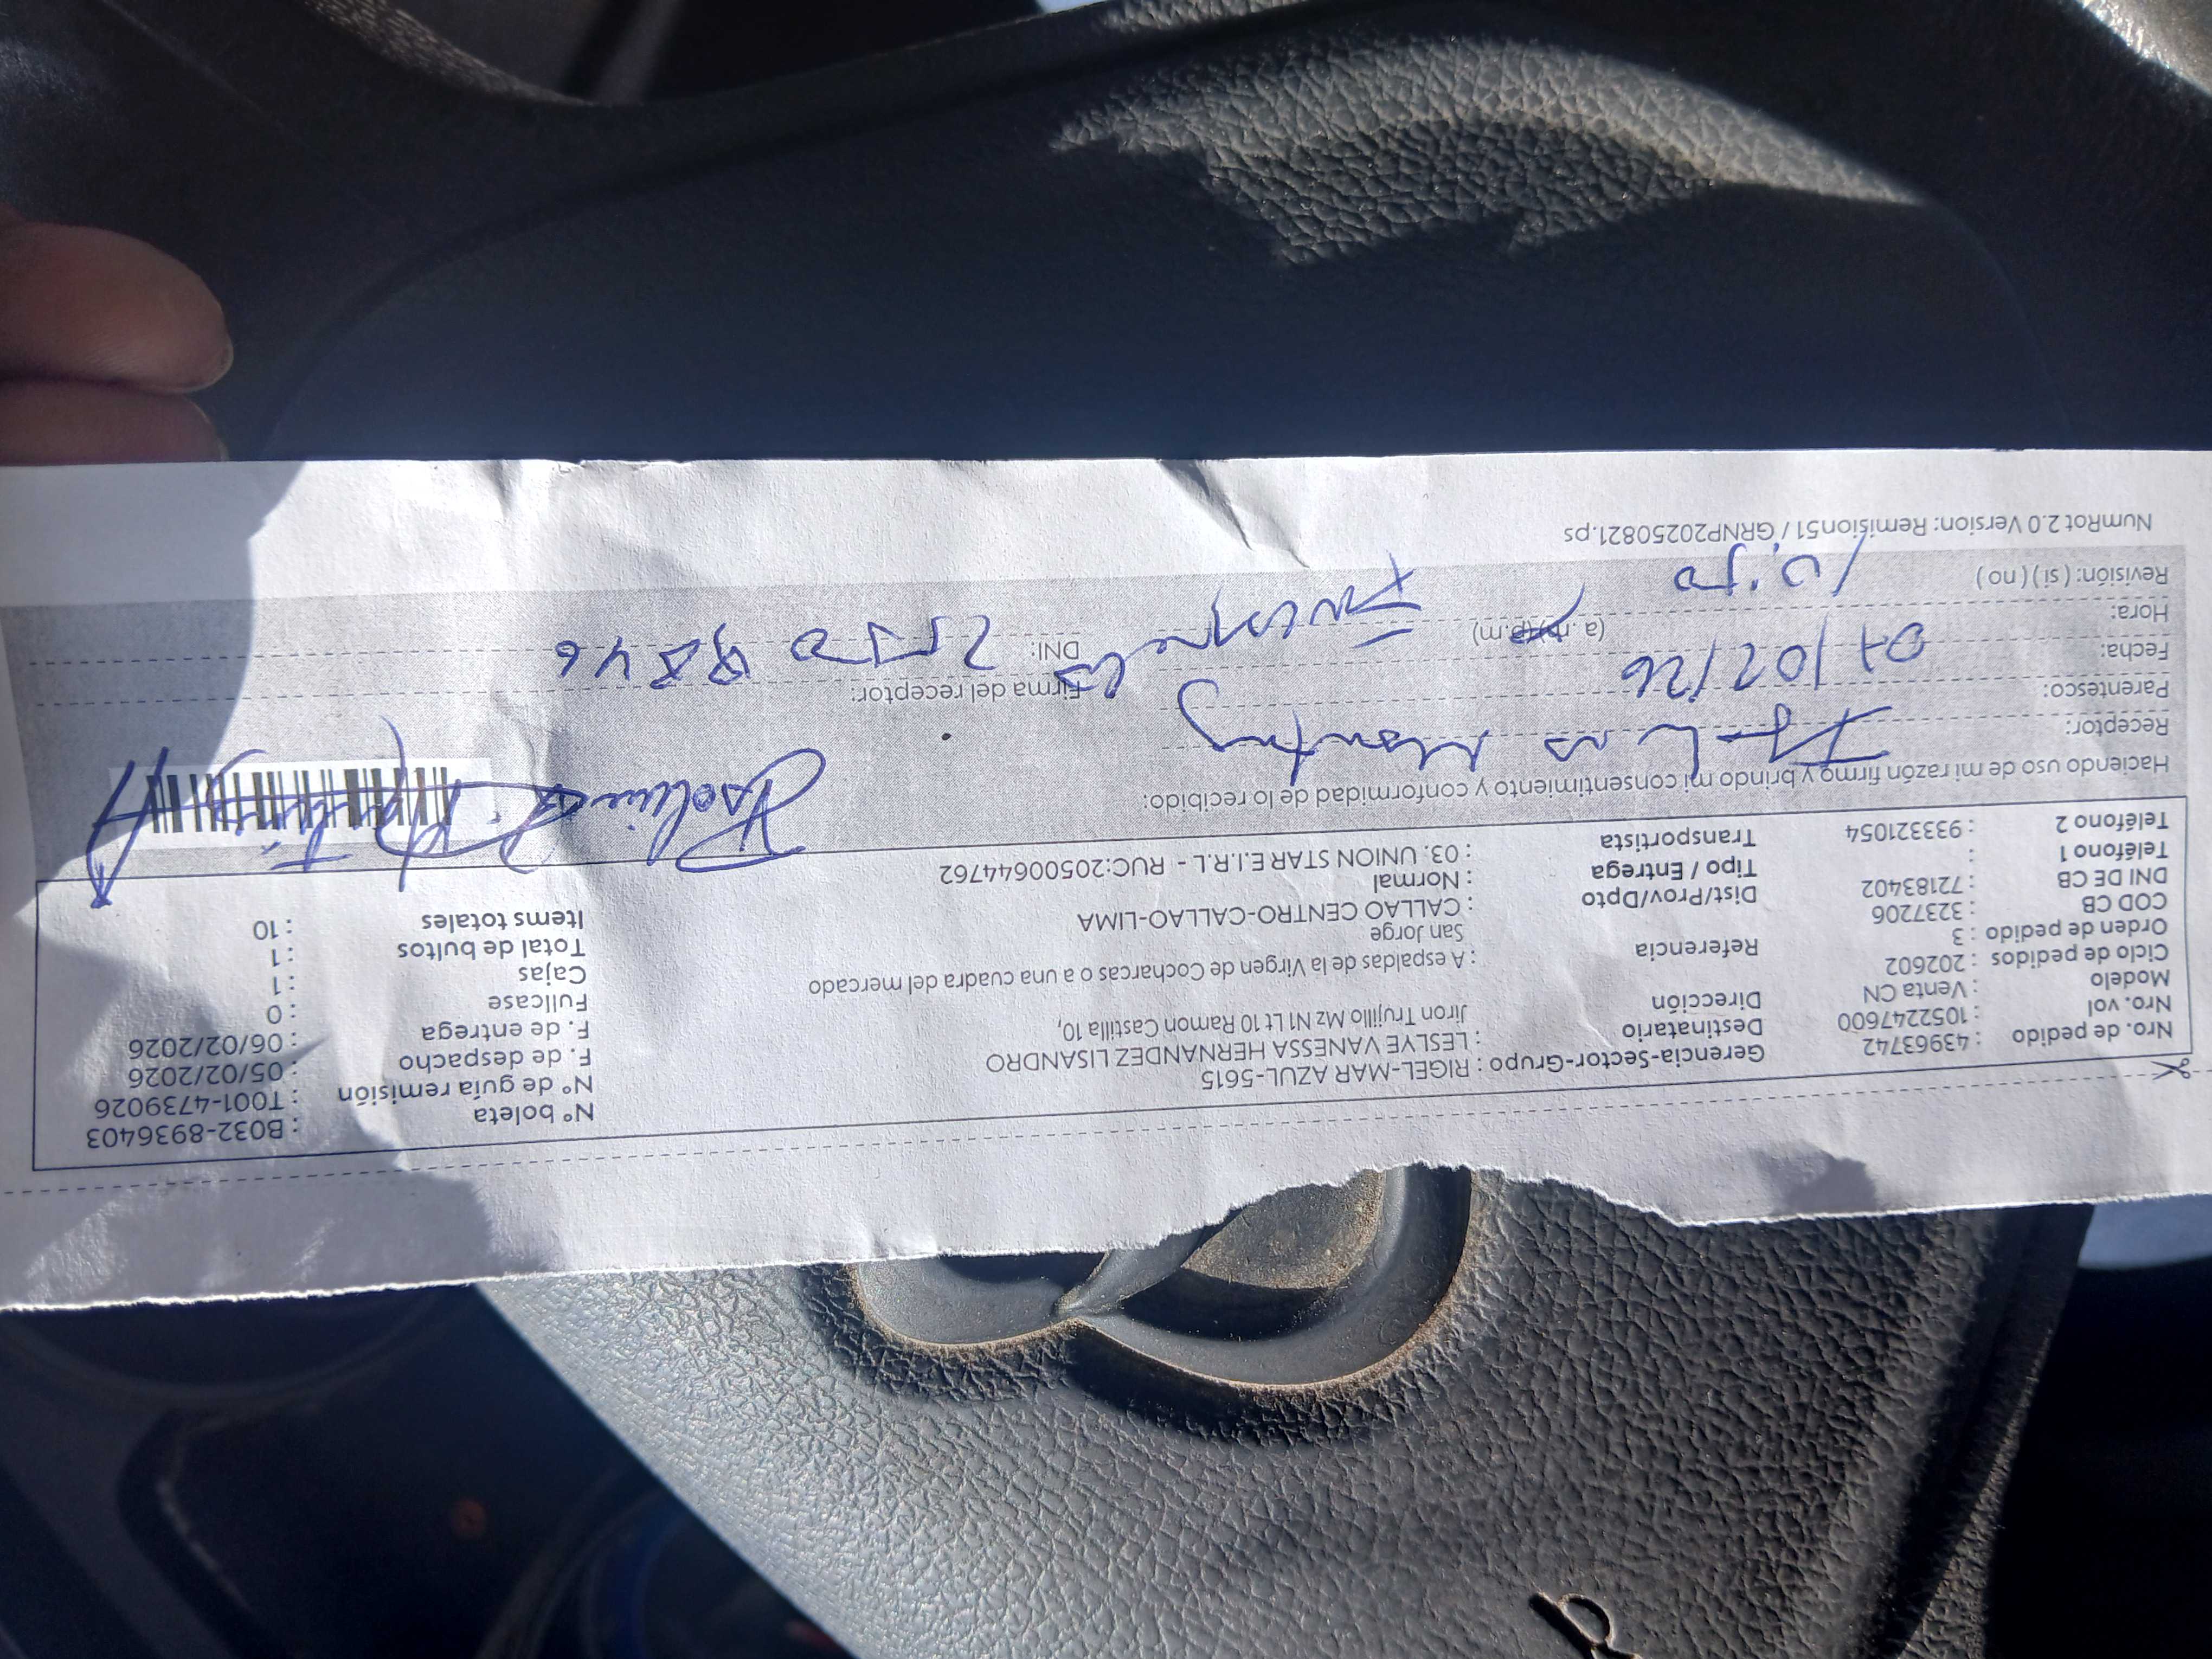 Nro. de pedido : 43963742 Gerencia-Sector-Grupo : RIGEL-MAR AZUL-5615 N° boleta : B032-8936403
Nro. vol : 1052247600 Destinatario : LESLYE VANESSA HERNANDEZ LISANDRO N° de guía remisión : T001-4739026
Modelo : Venta CN Dirección Jiron Trujillo Mz N1 Lt 10 Ramon Castilla 10, F. de despacho : 05/02/2026
Ciclo de pedidos : 202602 F. de entrega : 06/02/2026
Orden de pedido : 3 Referencia : A espaldas de la Virgen de Cocharcas o a una cuadra del mercado Fullcase : 0
COD CB : 3237206 San Jorge Cajas : 1
DNI DE CB : 72183402 Dist/Prov/Dpto : CALLAO CENTRO-CALLAO-LIMA Total de bultos : 1
Teléfono 1 : Tipo / Entrega : Normal Items totales : 10
Teléfono 2 : 933321054 Transportista : 03. UNION STAR E.I.R.L - RUC:20500644762
Haciendo uso de mi razón firmo y brindo mi consentimiento y conformidad de lo recibido:
Receptor:
Parentesco: Firma del receptor:
Fecha: 07/02/26 DNI:
Hora: 10:50 (a.m)(p.m)
Revisión: ( si ) ( no )
NumRot 2.0 Version: Remision51 / GRNP20250821.ps